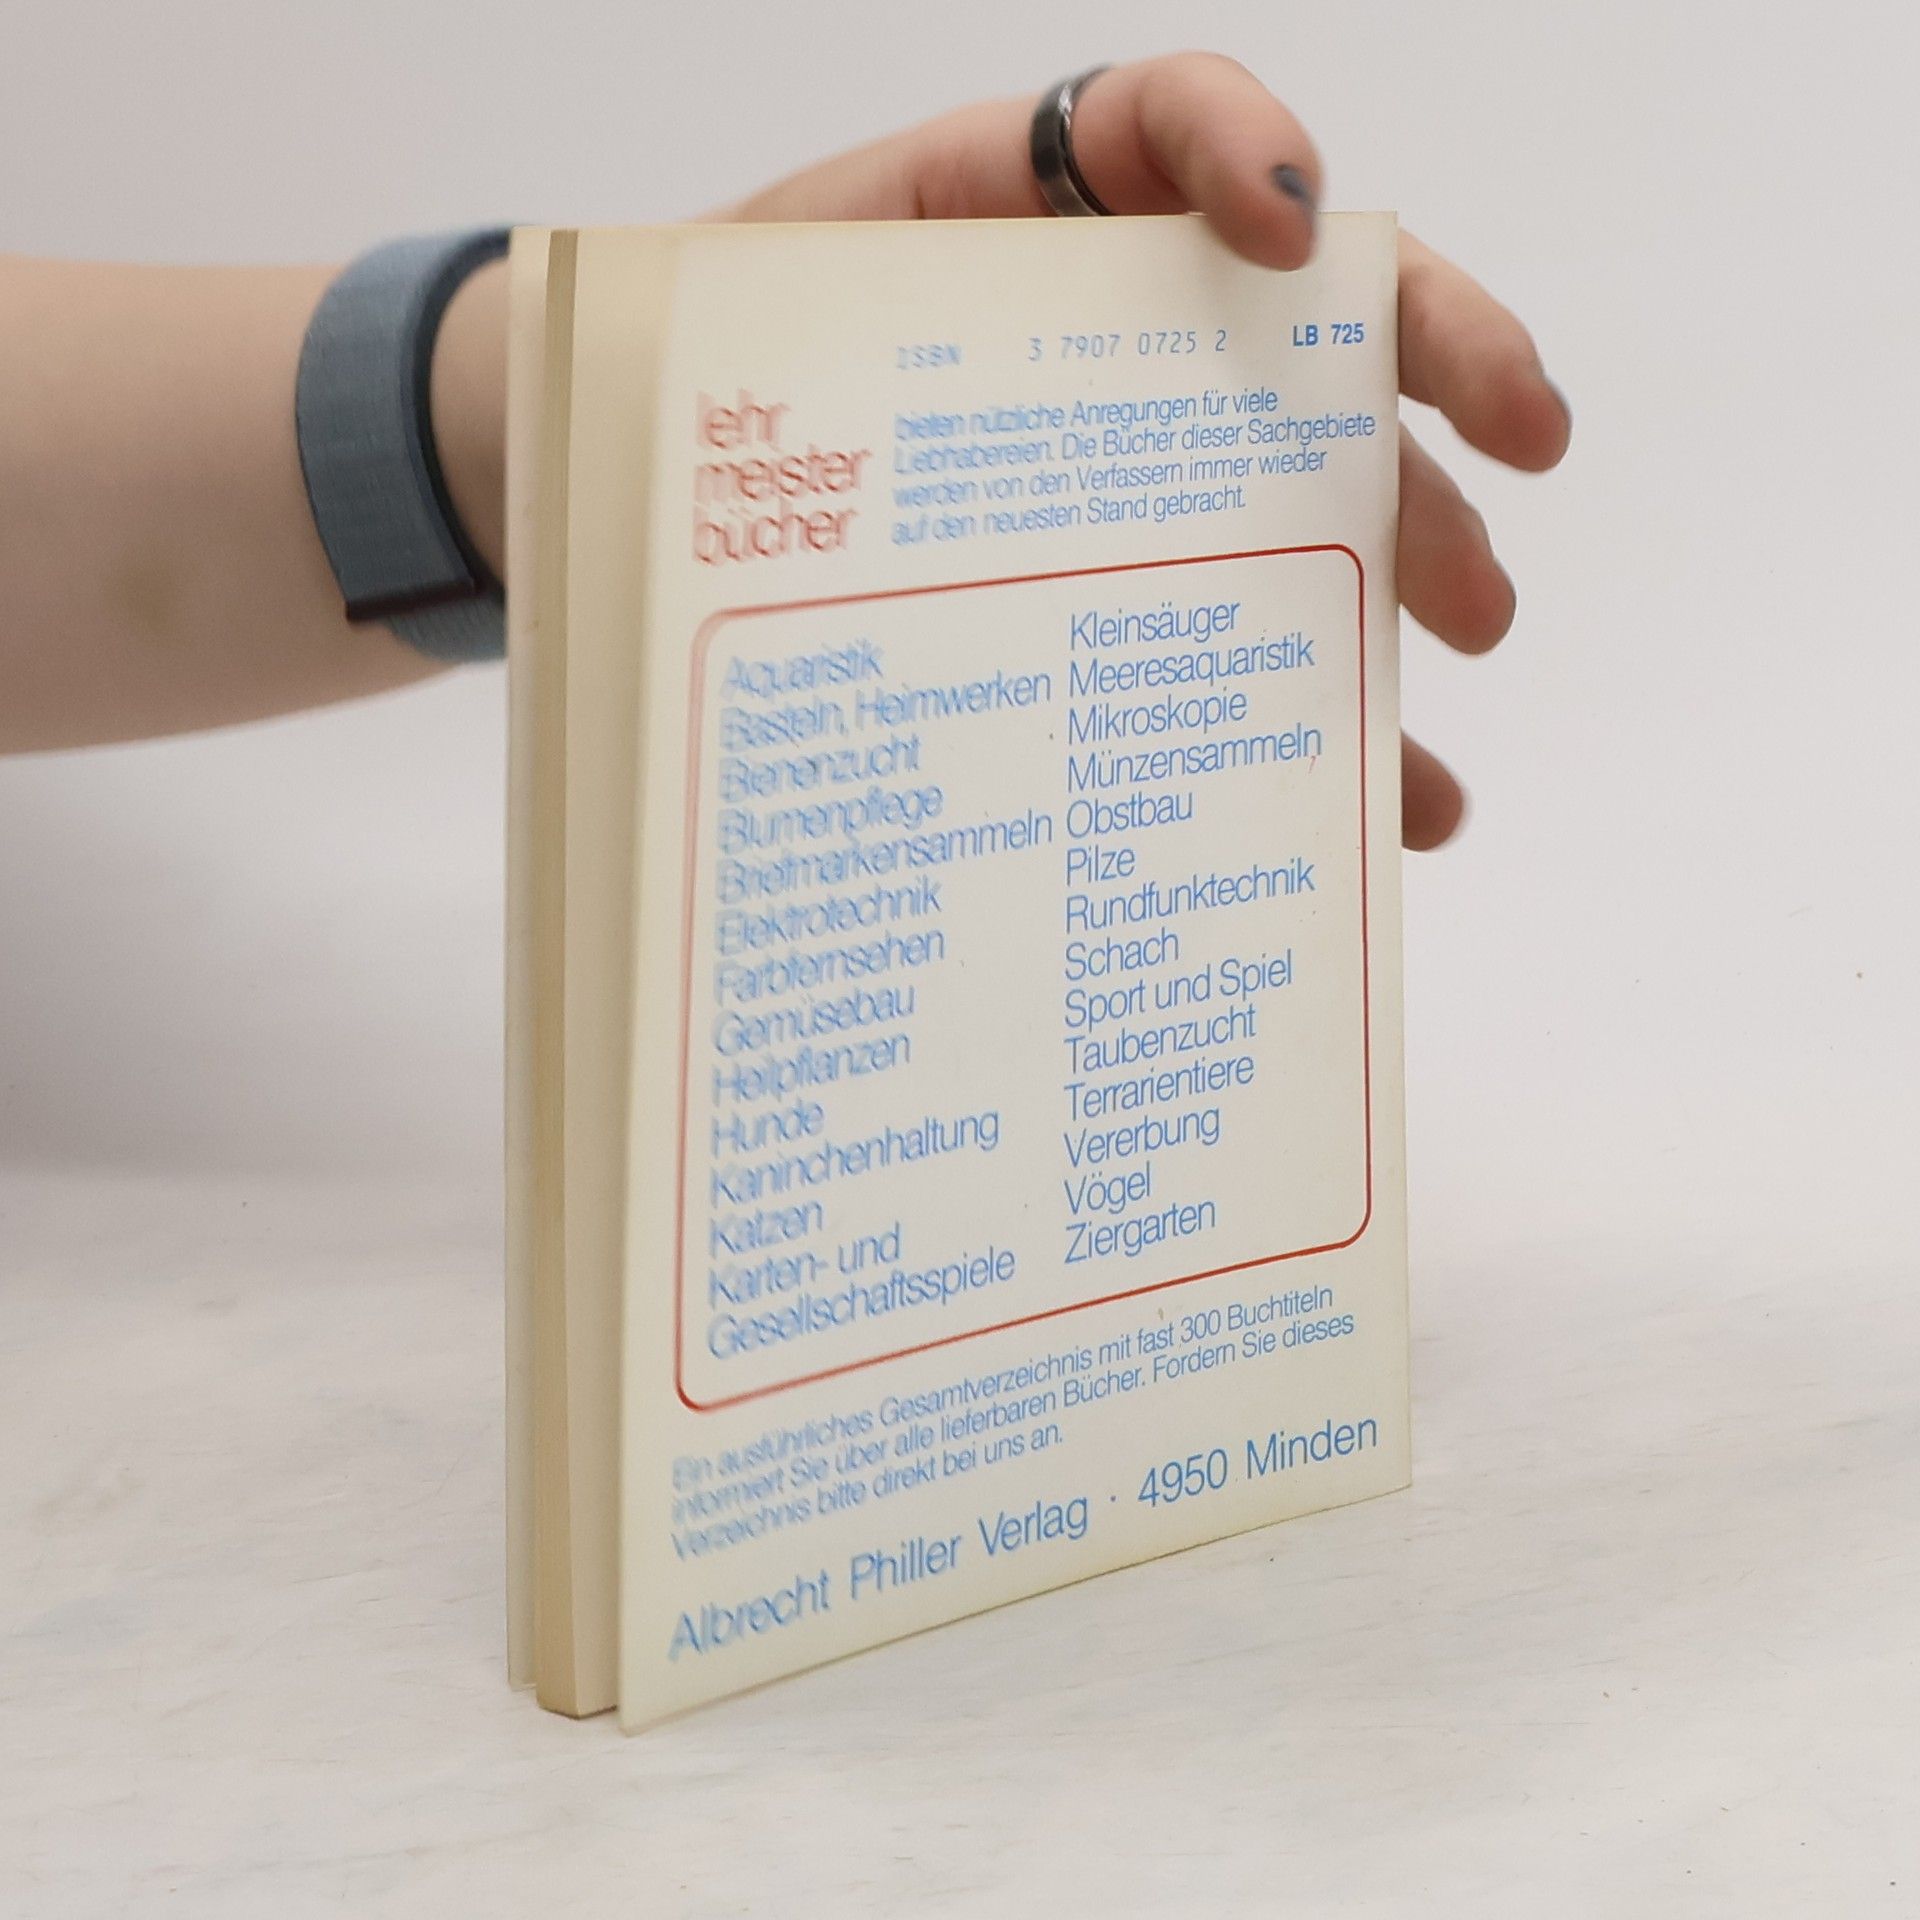 ISBN 3 7907 0725 2 LB 725
lehr
meister
bücher
bieten nützliche Anregungen für viele
Liebhabereien. Die Bücher dieser Sachgebiete
werden von den Verfassern immer wieder
auf den neuesten Stand gebracht.
Aquaristik
Basteln, Heimwerken
Bienenzucht
Blumenpflege
Briefmarkensammeln
Elektrotechnik
Farbfernsehen
Gemüsebau
Heilpflanzen
Hunde
Kaninchenhaltung
Katzen
Karten- und
Gesellschaftsspiele
Kleinsäuger
Meeresaquaristik
Mikroskopie
Münzensammeln
Obstbau
Pilze
Rundfunktechnik
Schach
Sport und Spiel
Taubenzucht
Terrarientiere
Vererbung
Vögel
Ziergarten
Ein ausführliches Gesamtverzeichnis mit fast 300 Buchtiteln
informiert Sie über alle lieferbaren Bücher. Fordern Sie dieses
Verzeichnis bitte direkt bei uns an.
Albrecht Philler Verlag · 4950 Minden